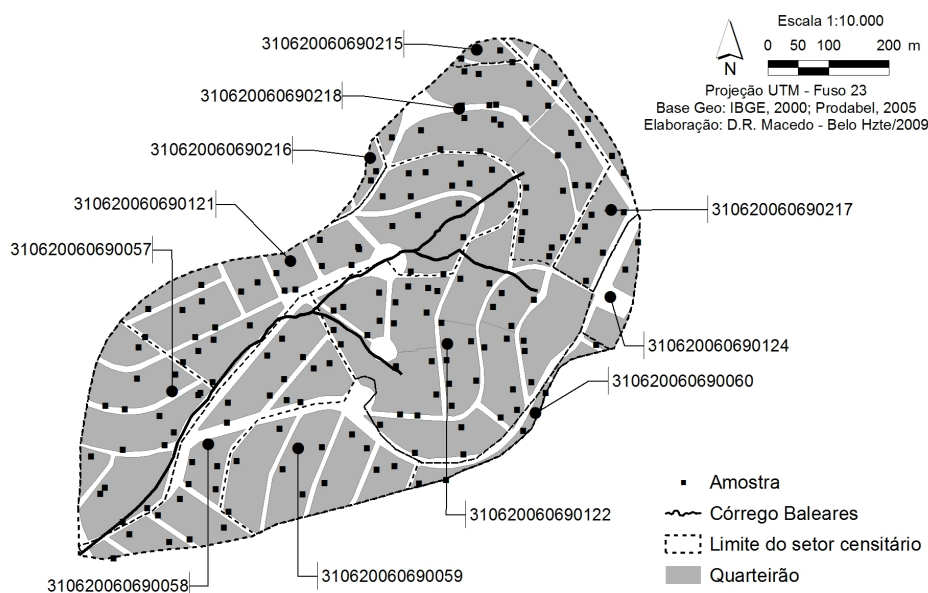 Escala 1:10.000
0 50 100 200 m
N
Projeção UTM - Fuso 23
Base Geo: IBGE, 2000; Prodabel, 2005
Elaboração: D.R. Macedo - Belo Hzte/2009
310620060690215
310620060690218
310620060690216
310620060690121
310620060690217
310620060690057
310620060690124
310620060690060
310620060690122
310620060690059
310620060690058
Amostra
Córrego Baleares
Limite do setor censitário
Quarteirão